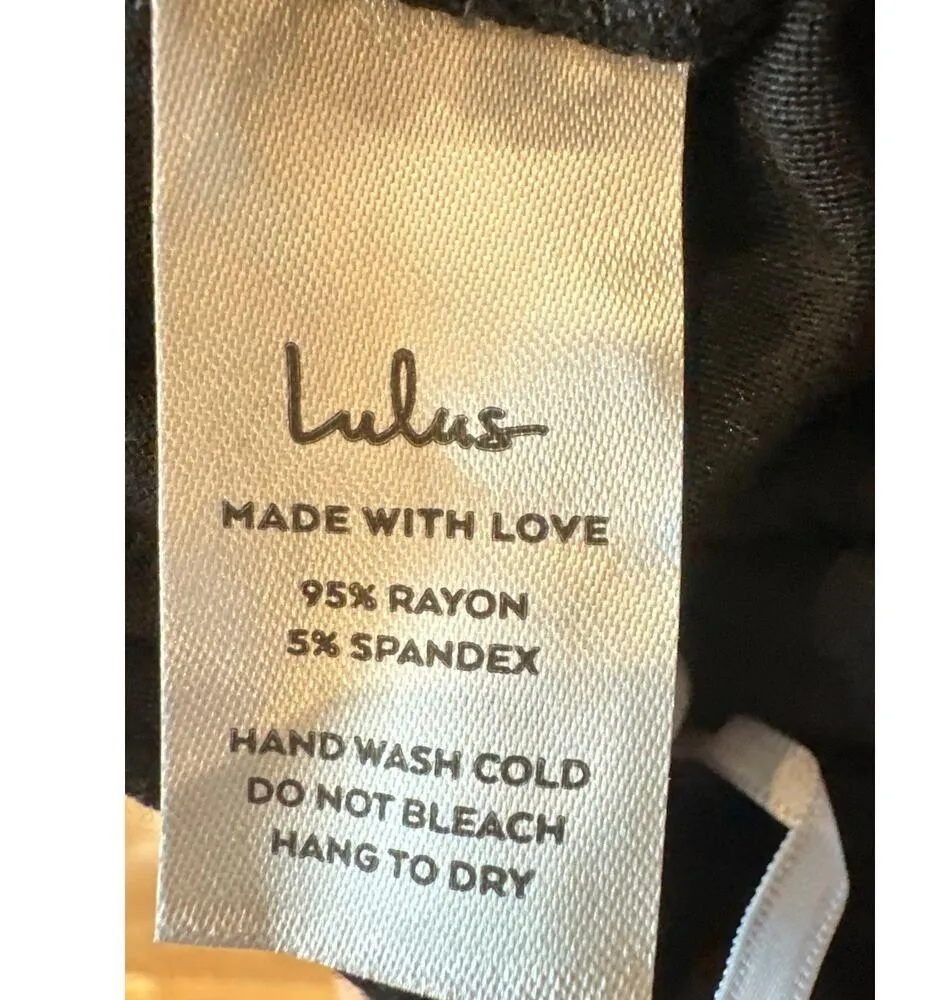 Lulus
MADE WITH LOVE
95% RAYON
5% SPANDEX
HAND WASH COLD
DO NOT BLEACH
HANG TO DRY